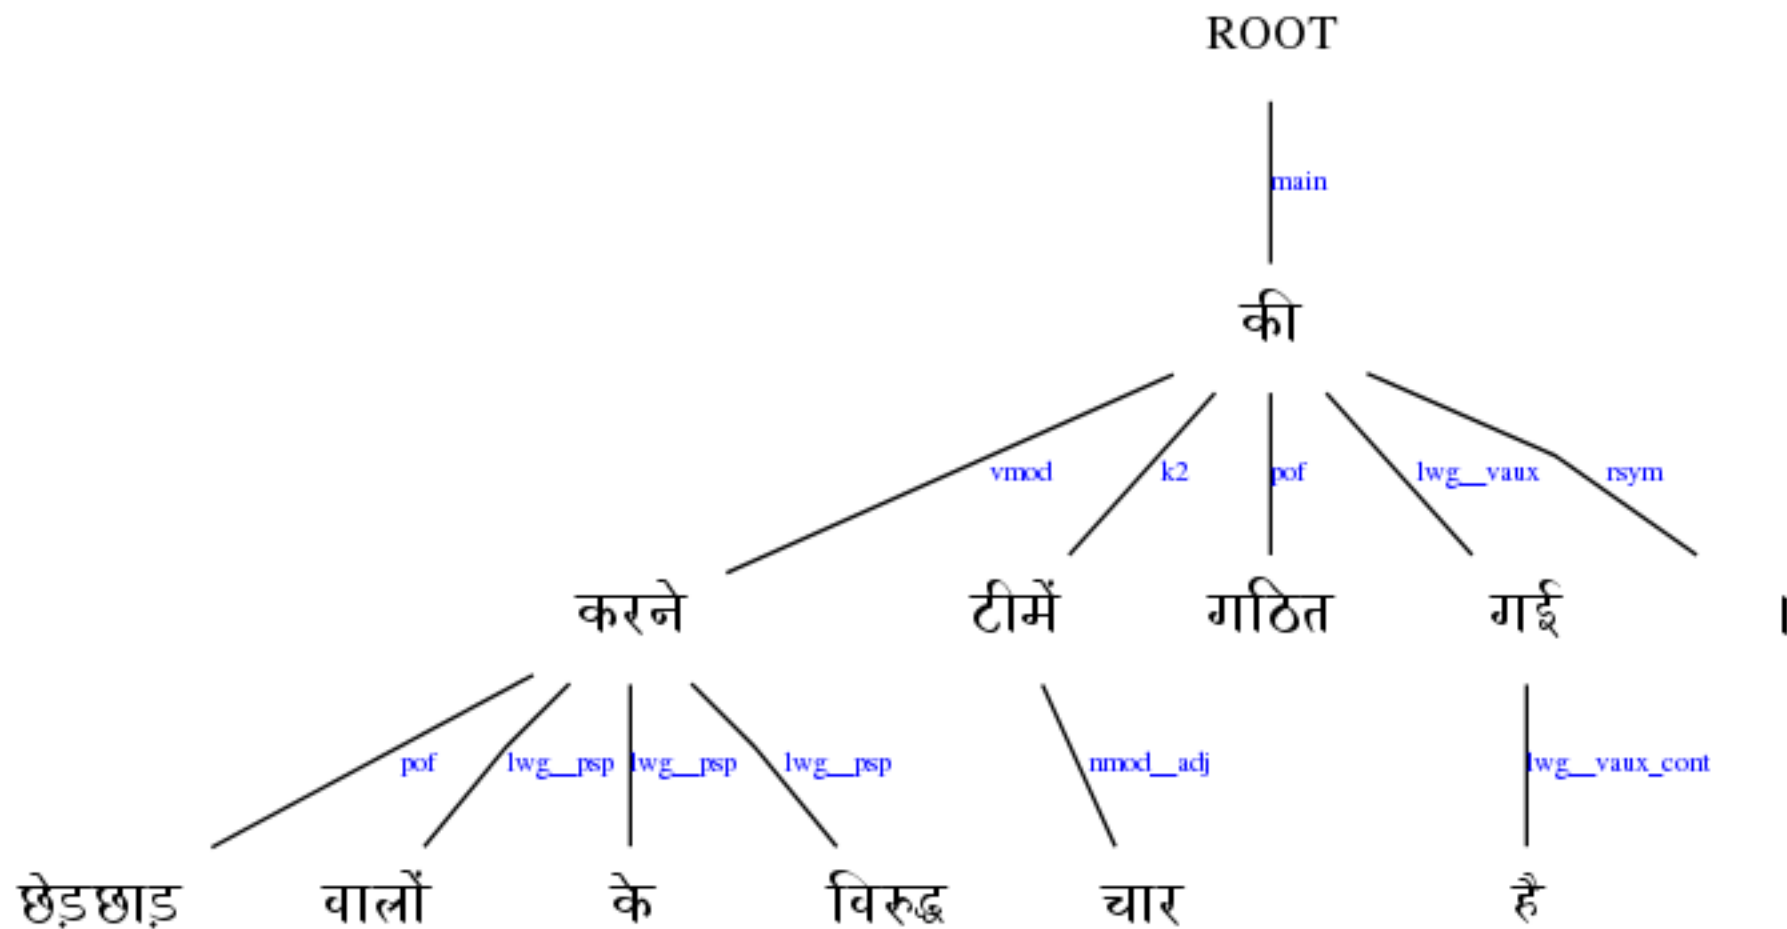 ROOT
main
की
vmod k2 pof lwg__vaux rsym
करने टीमें गठित गई ।
pof lwg__psp lwg__psp lwg__psp nmod__adj lwg__vaux_cont
छेड़छाड़ वालों के विरुद्ध चार है